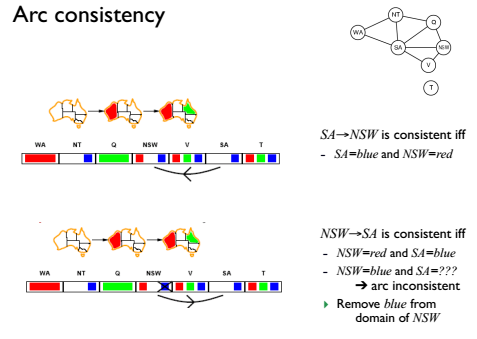 Arc consistency
NT
Q
WA
SA
NSW
V
T
WA NT Q NSW V SA T
SA→NSW is consistent iff
- SA=blue and NSW=red
NSW→SA is consistent iff
- NSW=red and SA=blue
- NSW=blue and SA=???
➔ arc inconsistent
Remove blue from
domain of NSW
WA NT Q NSW V SA T